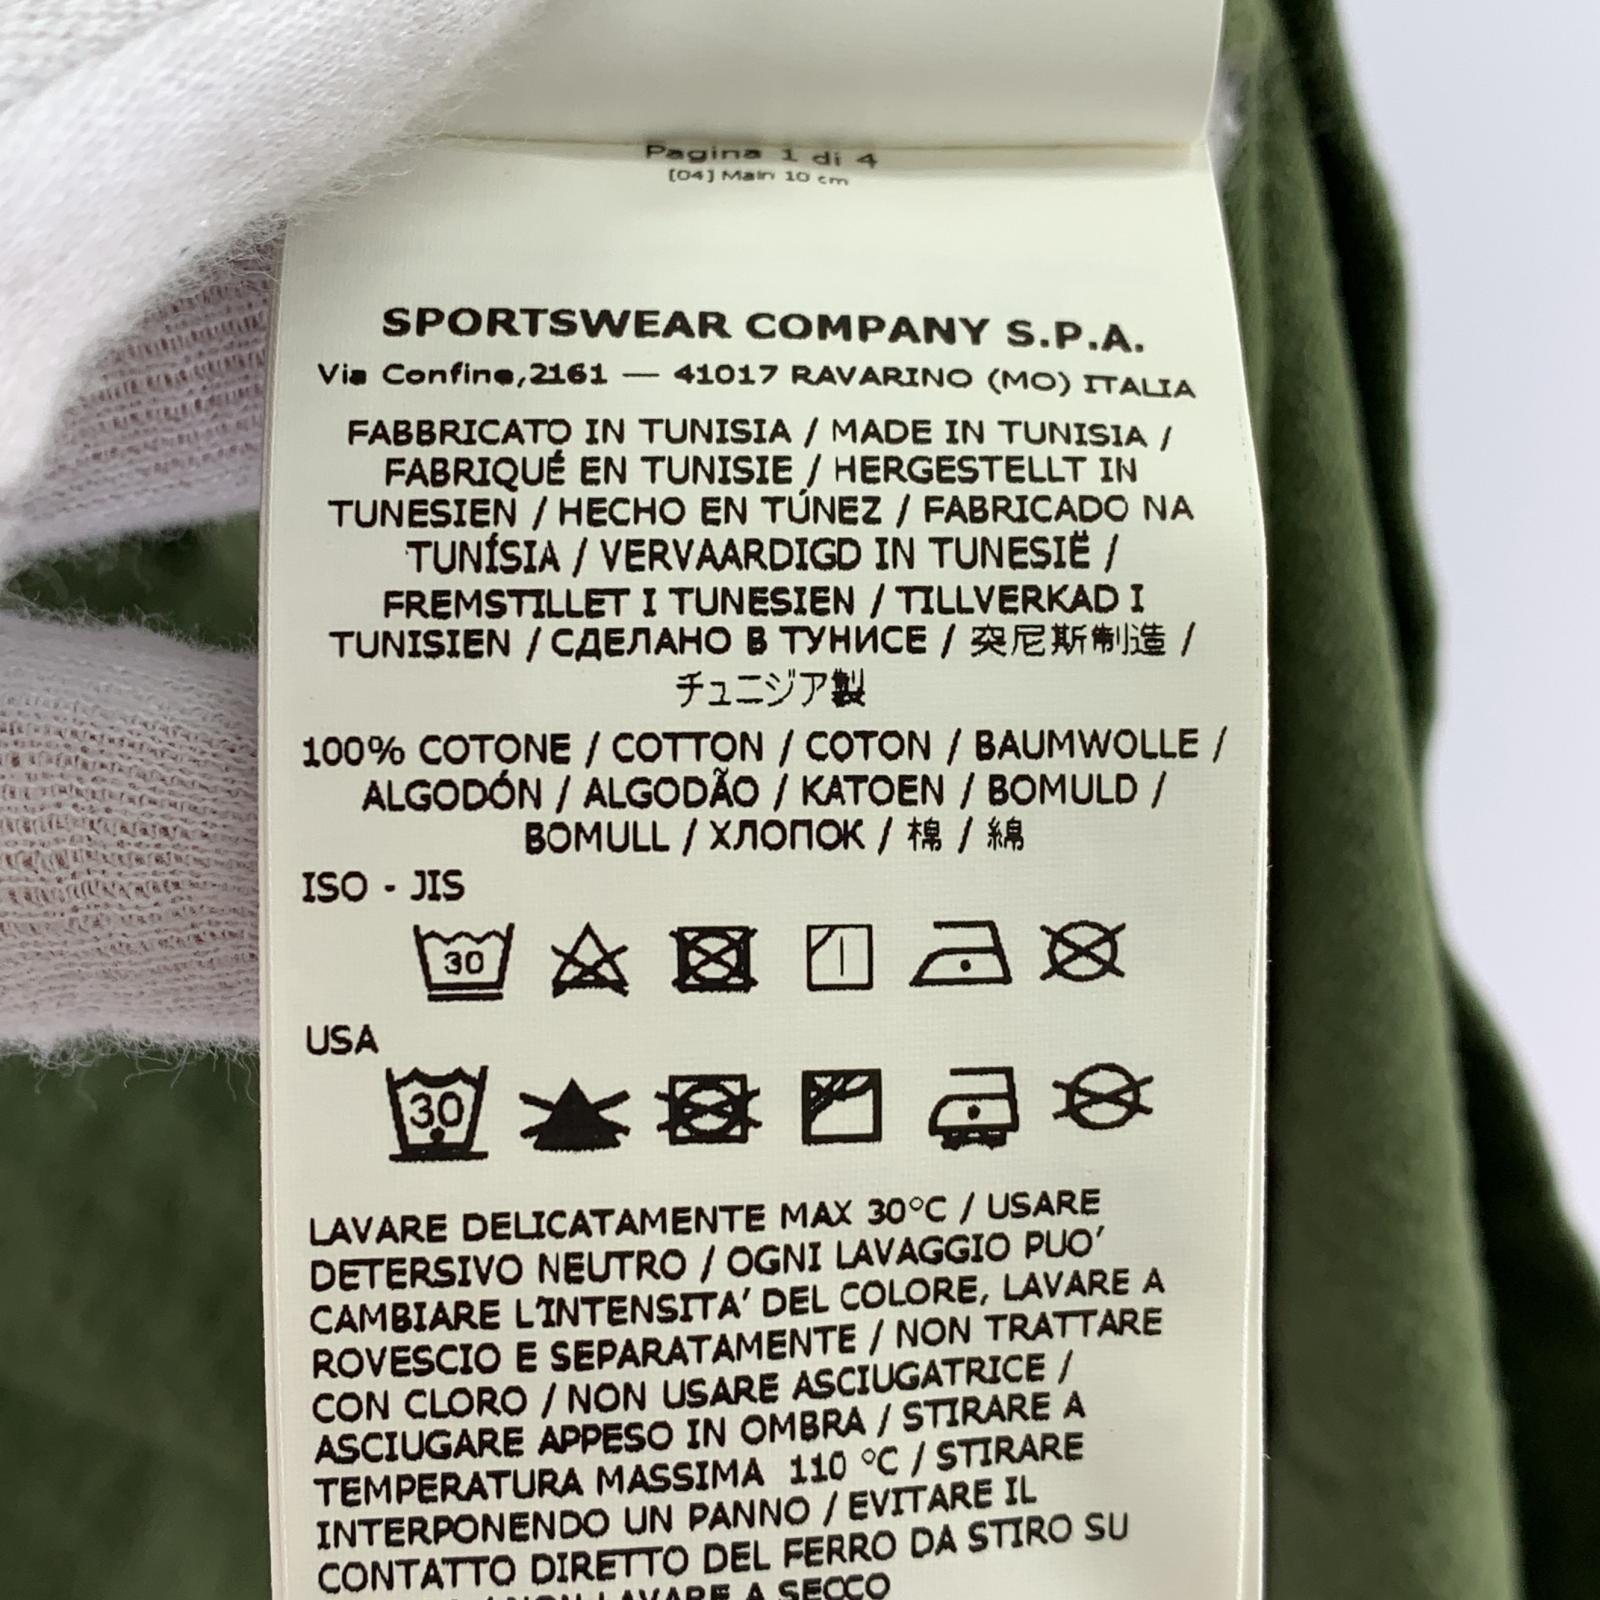 Pagina 1 di 4
[04] Main 10 cm
SPORTSWEAR COMPANY S.P.A.
Via Confine,2161 — 41017 RAVARINO (MO) ITALIA
FABBRICATO IN TUNISIA / MADE IN TUNISIA /
FABRIQUÉ EN TUNISIE / HERGESTELLT IN
TUNESIEN / HECHO EN TÚNEZ / FABRICADO NA
TUNÍSIA / VERVAARDIGD IN TUNESIË /
FREMSTILLET I TUNESIEN / TILLVERKAD I
TUNISIEN / СДЕЛАНО В ТУНИСЕ / 突尼斯制造 /
チュニジア製
100% COTONE / COTTON / COTON / BAUMWOLLE /
ALGODÓN / ALGODÃO / KATOEN / BOMULD /
BOMULL / ХЛОПОК / 棉 / 綿
ISO - JIS
30
USA
30
LAVARE DELICATAMENTE MAX 30°C / USARE
DETERSIVO NEUTRO / OGNI LAVAGGIO PUO'
CAMBIARE L'INTENSITA' DEL COLORE, LAVARE A
ROVESCIO E SEPARATAMENTE / NON TRATTARE
CON CLORO / NON USARE ASCIUGATRICE /
ASCIUGARE APPESO IN OMBRA / STIRARE A
TEMPERATURA MASSIMA 110 °C / STIRARE
INTERPONENDO UN PANNO / EVITARE IL
CONTATTO DIRETTO DEL FERRO DA STIRO SU
/ NON LAVARE A SECCO